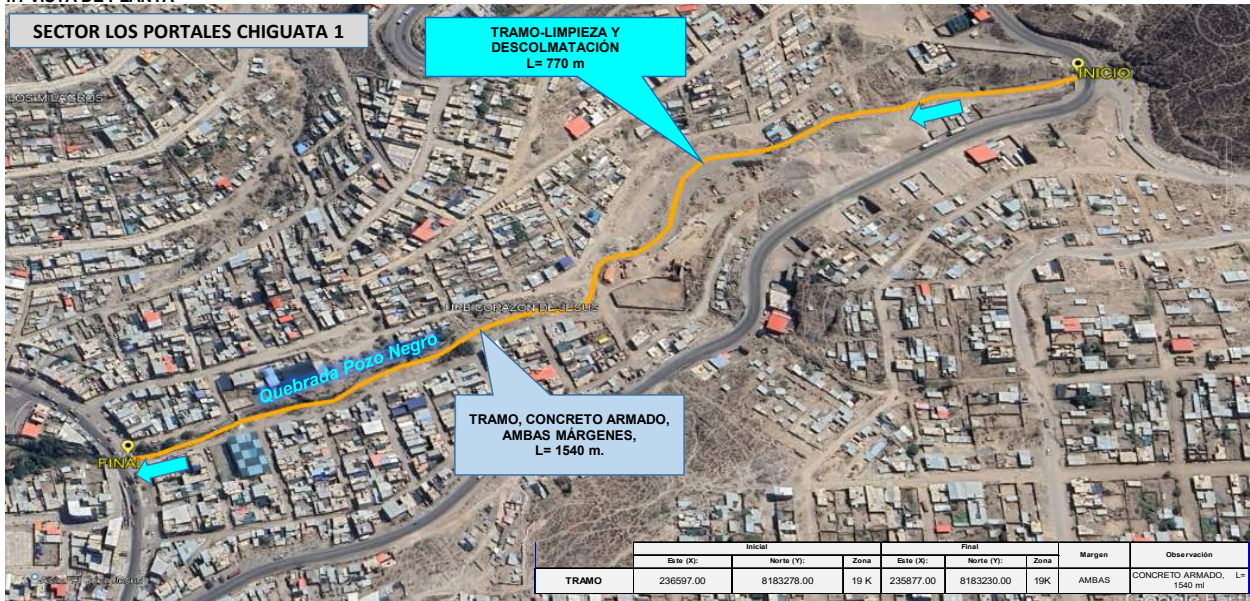 SECTOR LOS PORTALES CHIGUATA 1
TRAMO-LIMPIEZA Y
DESCOLMATACIÓN
L= 770 m
INICIO
LOS MILAGROS
URB CORAZON DE JESUS
Quebrada Pozo Negro
TRAMO, CONCRETO ARMADO,
AMBAS MÁRGENES,
L= 1540 m.
FINAL
Inicial Final Margen Observación
Este (X): Norte (Y): Zona Este (X): Norte (Y): Zona
TRAMO 236597.00 8183278.00 19 K 235877.00 8183230.00 19K AMBAS CONCRETO ARMADO, L=
1540 ml
Google Earth